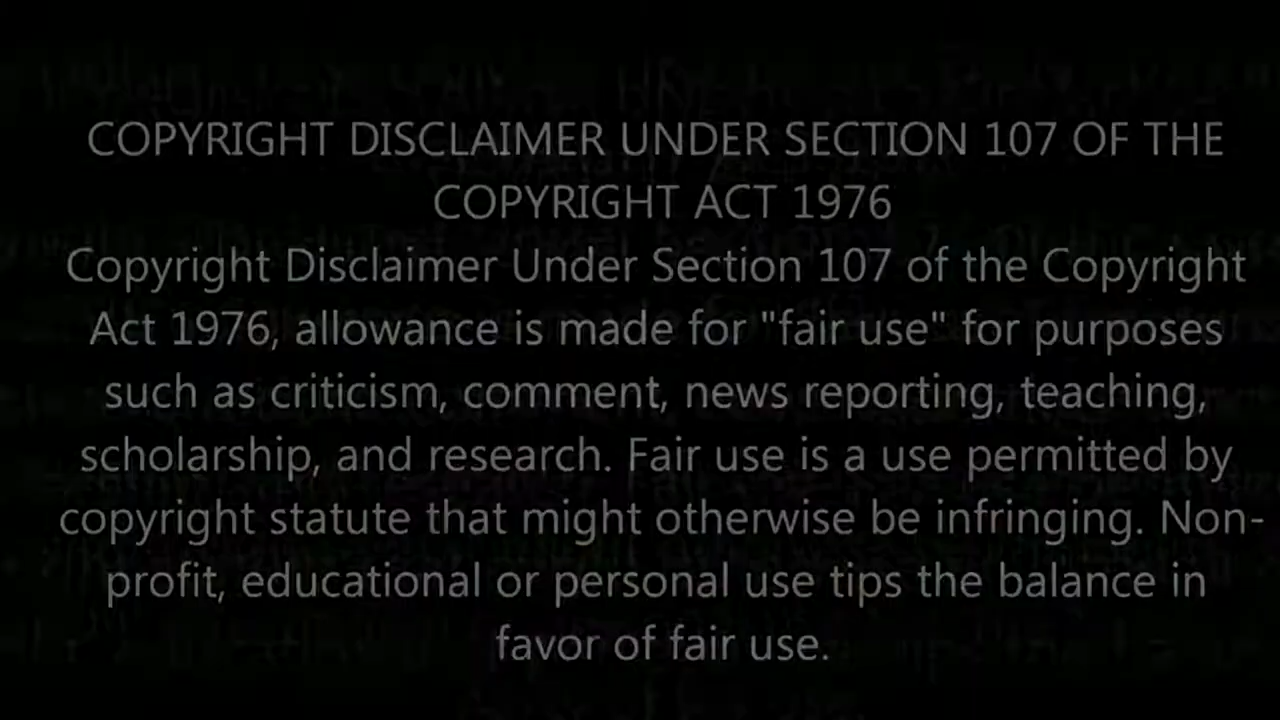 COPYRIGHT DISCLAIMER UNDER SECTION 107 OF THE
COPYRIGHT ACT 1976
Copyright Disclaimer Under Section 107 of the Copyright
Act 1976, allowance is made for "fair use" for purposes
such as criticism, comment, news reporting, teaching,
scholarship, and research. Fair use is a use permitted by
copyright statute that might otherwise be infringing. Non-
profit, educational or personal use tips the balance in
favor of fair use.